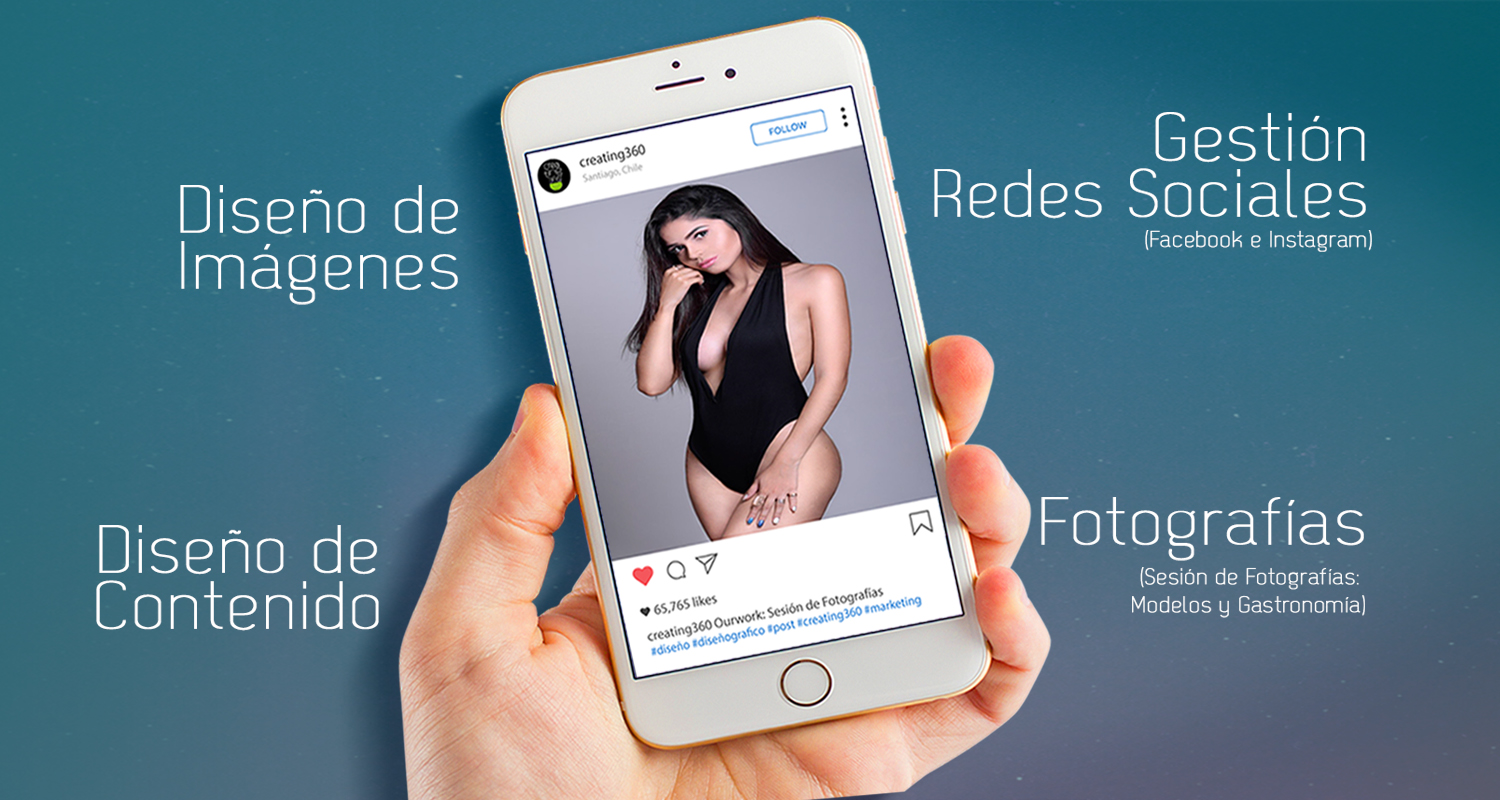 Diseño de
Imágenes
Gestión
Redes Sociales
(Facebook e Instagram)
creating360
Santiago, Chile
FOLLOW
65,765 likes
creating360 Ourwork: Sesión de Fotografías
#diseño #diseñografico #post #creating360 #marketing
Diseño de
Contenido
Fotografías
(Sesión de Fotografías:
Modelos y Gastronomía)